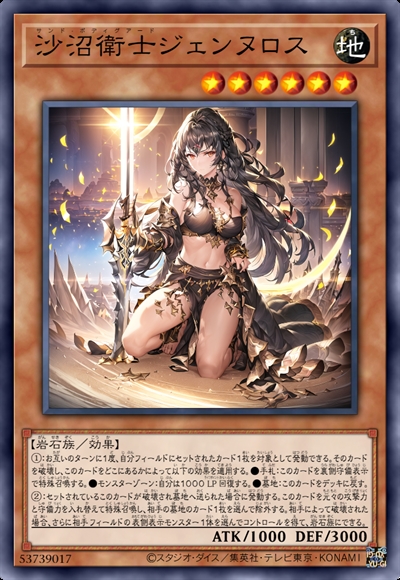 サンド・ボディガード
沙沼衛士ジェンヌロス
地
【岩石族／効果】
①:お互いのターンに1度、自分フィールドにセットされたカード1枚を対象として発動できる。そのカード
を破壊し、このカードをどこにあるかによって以下の効果を適用する。●手札:このカードを表側守備表示
で特殊召喚する。●モンスターゾーン:自分は1000LP回復する。●墓地:このカードをデッキに戻す。
②:セットされているこのカードが破壊され墓地へ送られた場合に発動する。このカードを元々の攻撃力
と守備力を入れ替えて特殊召喚し、相手の墓地のカード1枚を選んで除外する。相手によって破壊された
場合、さらに相手フィールドの表側表示モンスター1体を選んでコントロールを得て、岩石族にできる。
ATK/1000 DEF/3000
53739017
©スタジオ・ダイス／集英社・テレビ東京・KONAMI